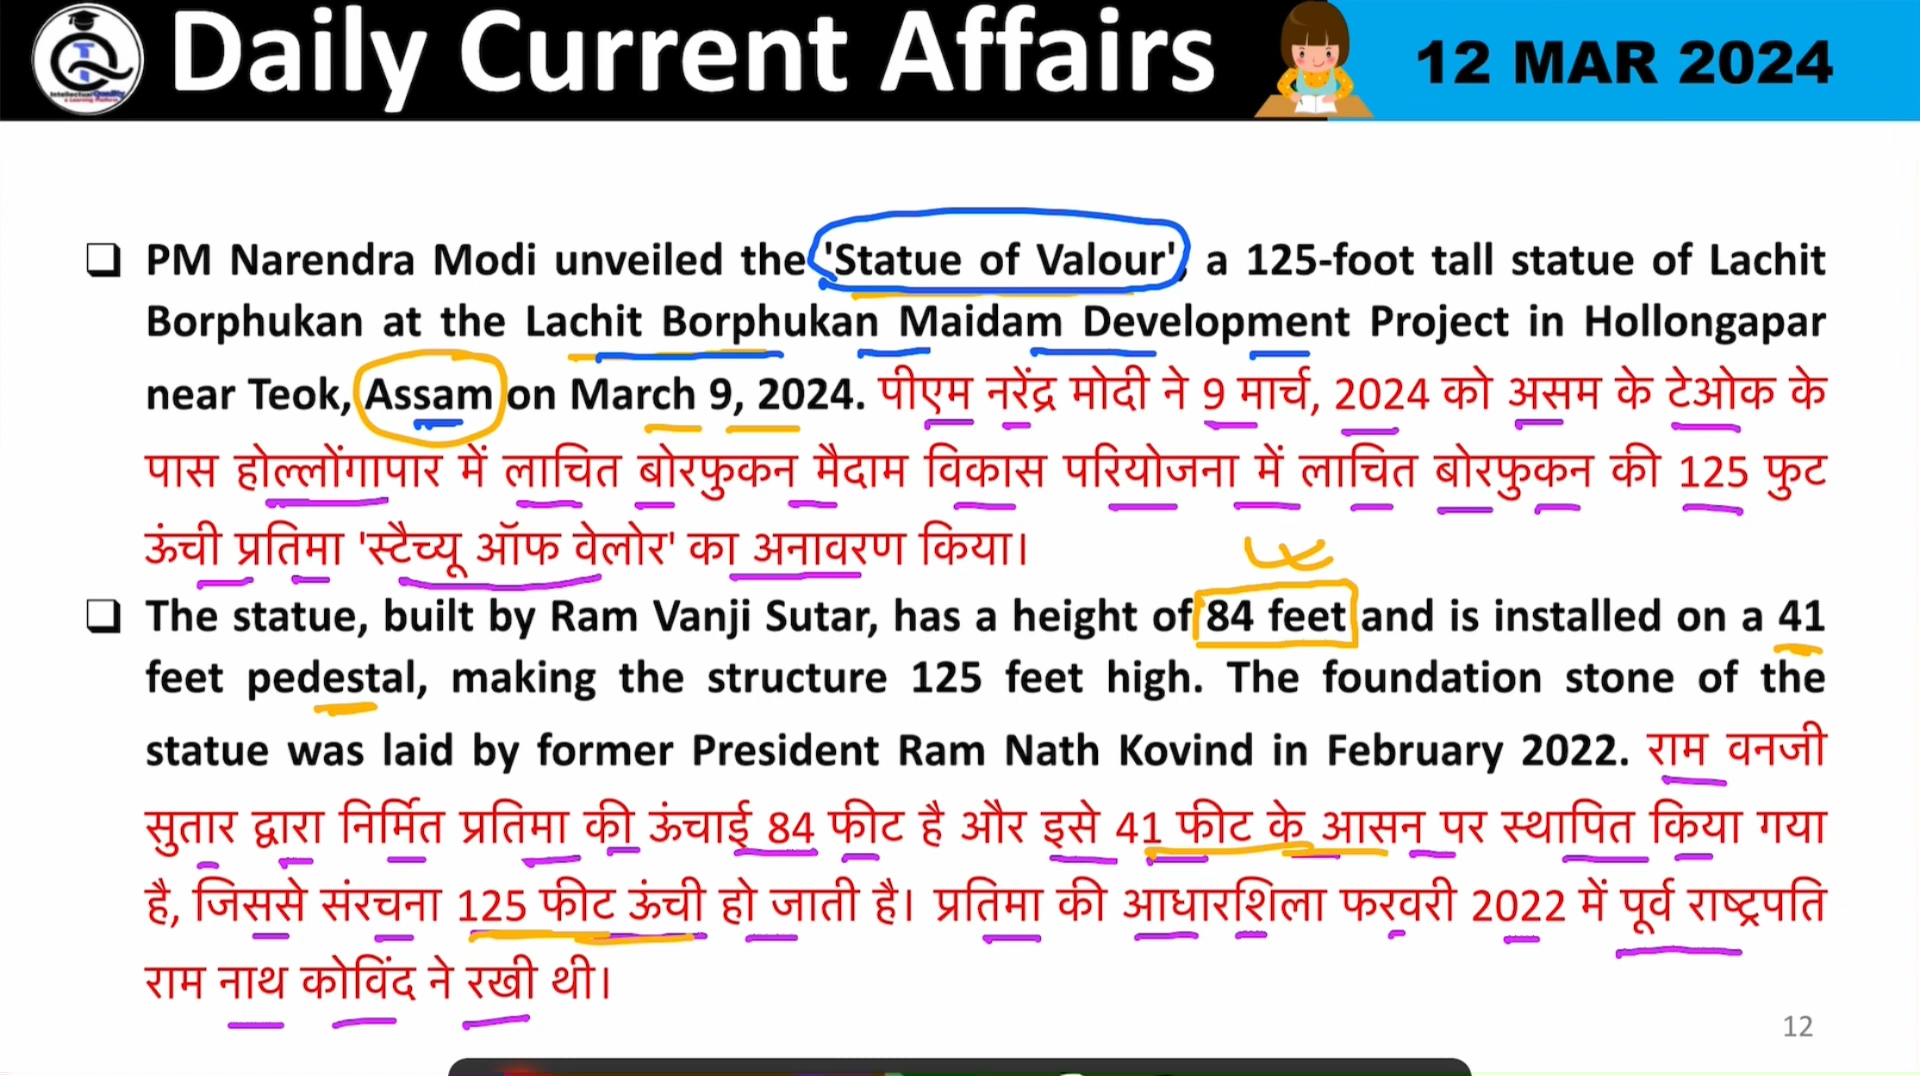 Daily Current Affairs
12 MAR 2024
PM Narendra Modi unveiled the 'Statue of Valour', a 125-foot tall statue of Lachit
Borphukan at the Lachit Borphukan Maidam Development Project in Hollongapar
near Teok, Assam on March 9, 2024. पीएम नरेंद्र मोदी ने 9 मार्च, 2024 को असम के टेओक के
पास होल्लोंगापार में लाचित बोरफुकन मैदाम विकास परियोजना में लाचित बोरफुकन की 125 फुट
ऊंची प्रतिमा 'स्टैच्यू ऑफ वेलोर' का अनावरण किया।
The statue, built by Ram Vanji Sutar, has a height of 84 feet and is installed on a 41
feet pedestal, making the structure 125 feet high. The foundation stone of the
statue was laid by former President Ram Nath Kovind in February 2022. राम वनजी
सुतार द्वारा निर्मित प्रतिमा की ऊंचाई 84 फीट है और इसे 41 फीट के आसन पर स्थापित किया गया
है, जिससे संरचना 125 फीट ऊंची हो जाती है। प्रतिमा की आधारशिला फरवरी 2022 में पूर्व राष्ट्रपति
राम नाथ कोविंद ने रखी थी।
12